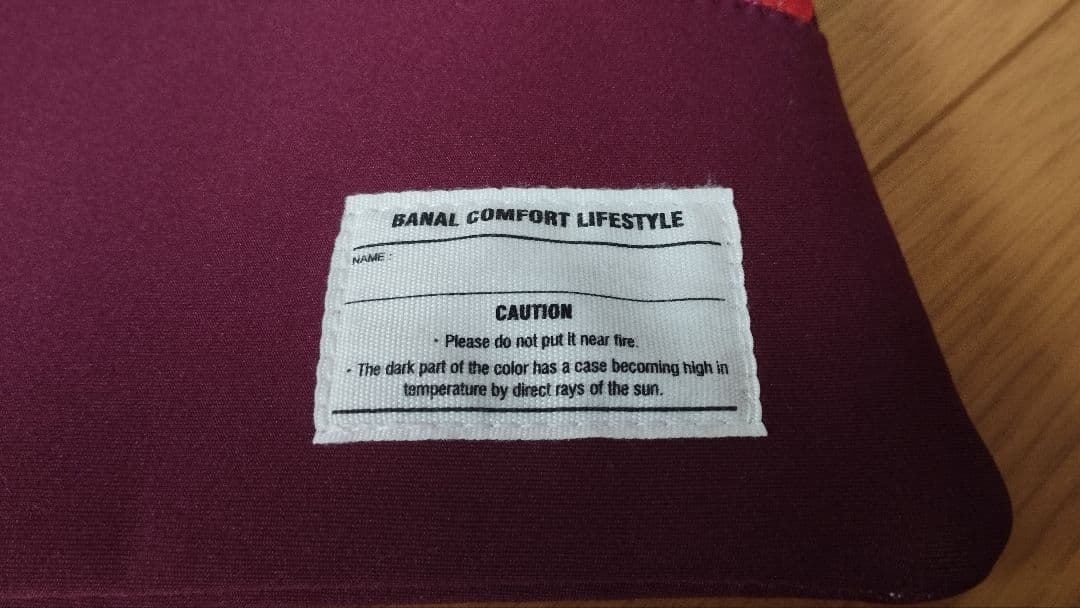 BANAL COMFORT LIFESTYLE
NAME :
CAUTION
・Please do not put it near fire.
・The dark part of the color has a case becoming high in
temperature by direct rays of the sun.